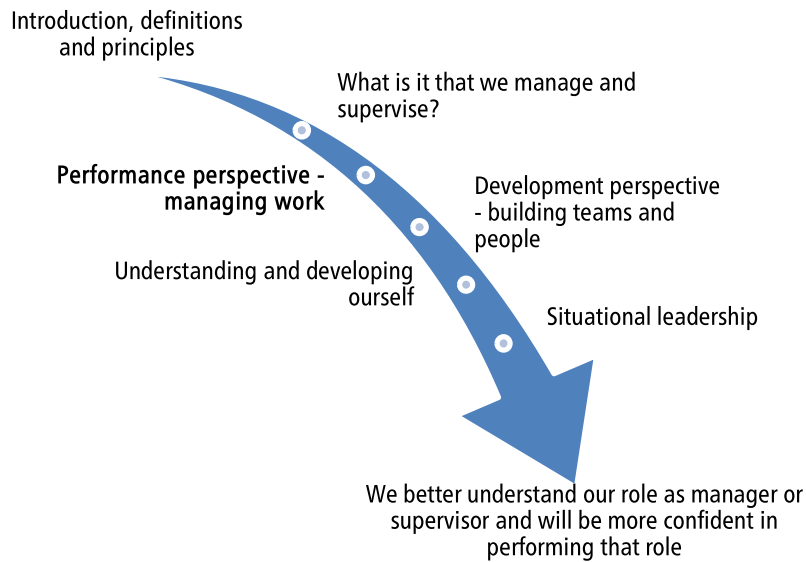 Introduction, definitions
and principles
What is it that we manage and
supervise?
Performance perspective -
managing work
Development perspective
- building teams and
people
Understanding and developing
ourself
Situational leadership
We better understand our role as manager or
supervisor and will be more confident in
performing that role